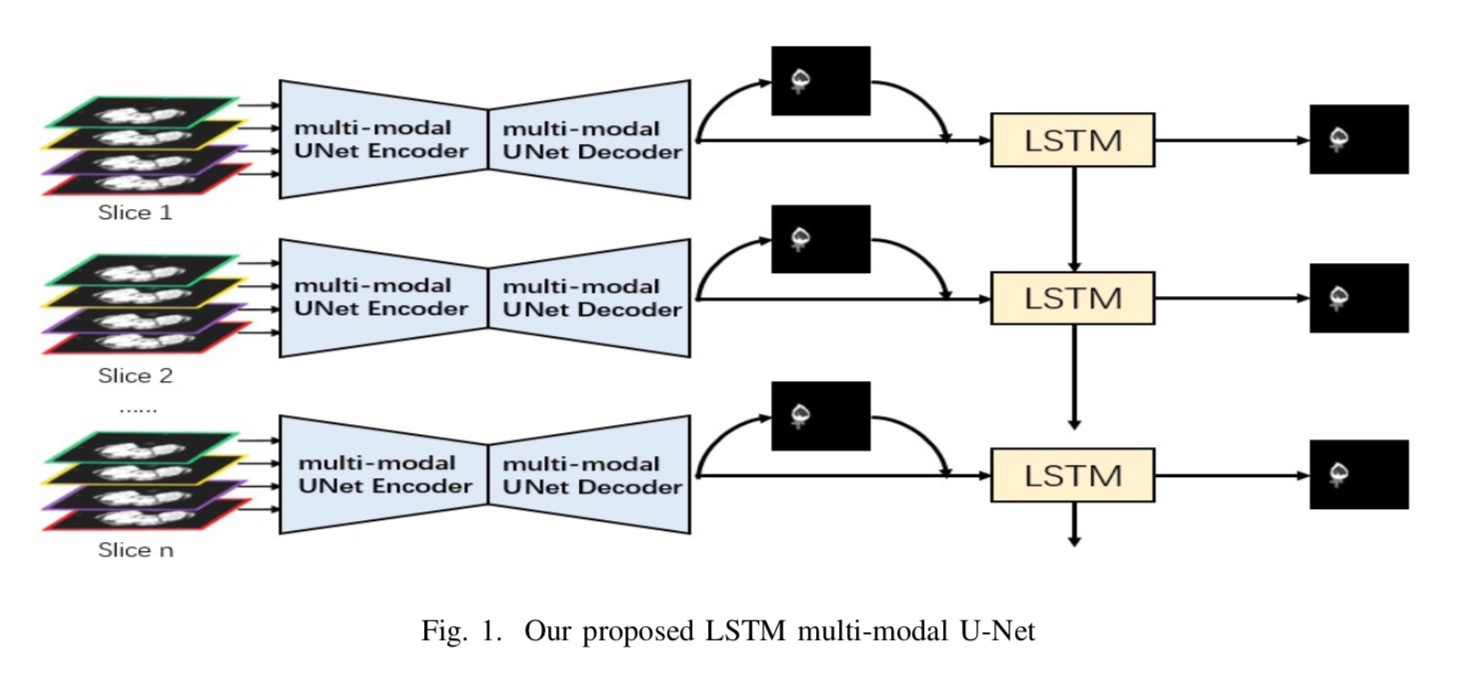 multi-modal
UNet Encoder
multi-modal
UNet Decoder
LSTM
Slice 1
multi-modal
UNet Encoder
multi-modal
UNet Decoder
LSTM
Slice 2
......
multi-modal
UNet Encoder
multi-modal
UNet Decoder
LSTM
Slice n
Fig. 1. Our proposed LSTM multi-modal U-Net